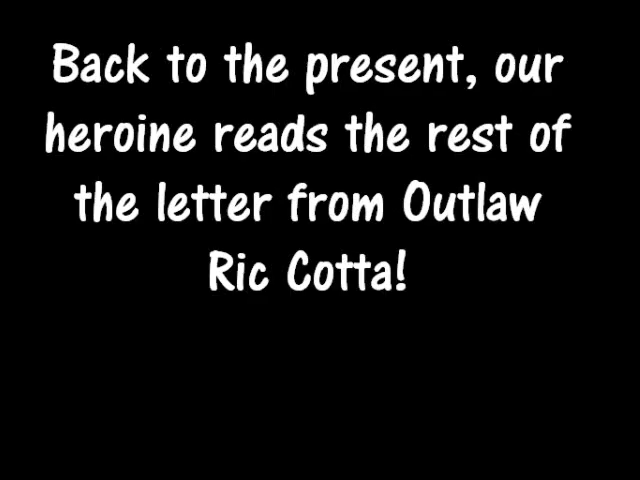 Back to the present, our
heroine reads the rest of
the letter from Outlaw
Ric Cotta!